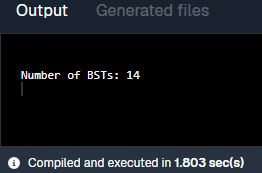 Output Generated files
Number of BSTs: 14
Compiled and executed in 1.803 sec(s)